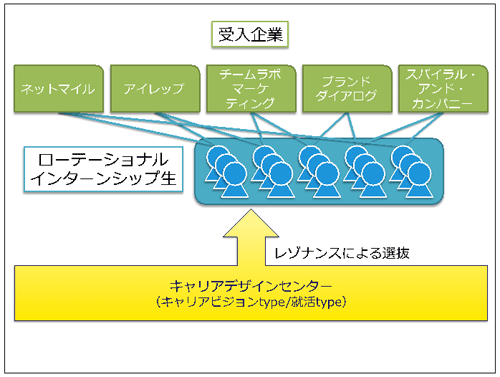 受入企業
ネットマイル
アイレップ
チームラボ
マーケ
ティング
ブランド
ダイアログ
スパイラル・
アンド・
カンパニー
ローテーショナル
インターンシップ生
レゾナンスによる選抜
キャリアデザインセンター
(キャリアビジョンtype/就活type)